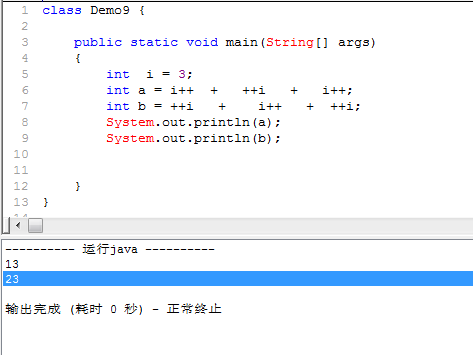 1 class Demo9 {
2
3 public static void main(String[] args)
4 {
5 int i = 3;
6 int a = i++ + ++i + i++;
7 int b = ++i + i++ + ++i;
8 System.out.println(a);
9 System.out.println(b);
10
11
12 }
13 }
---------- 运行java ----------
13
23
输出完成 (耗时 0 秒) - 正常终止